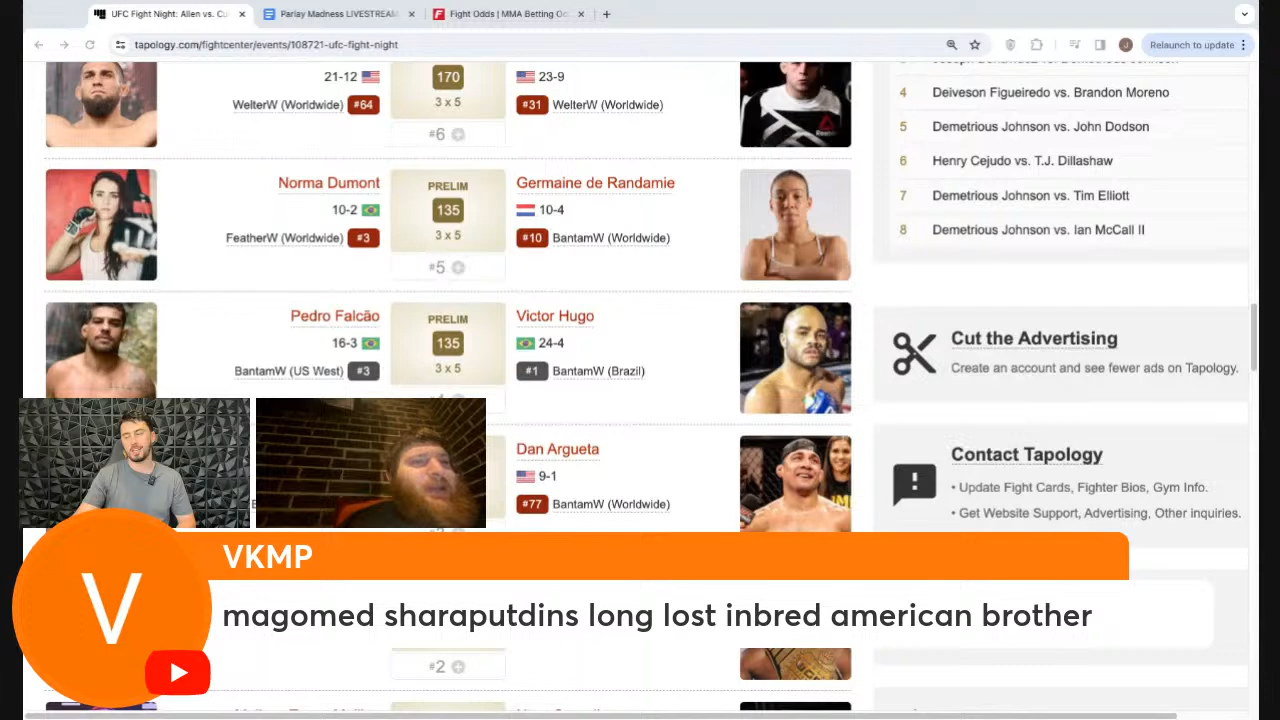 UFC Fight Night: Allen vs. Cu
Parlay Madness LIVESTREAM
Fight Odds | MMA Betting O
tapology.com/fightcenter/events/108721-ufc-fight-night
Relaunch to update
21-12
170
23-9
WelterW (Worldwide) #64
3 x 5
#31 WelterW (Worldwide)
#6
Norma Dumont
PRELIM
Germaine de Randamie
10-2
135
10-4
FeatherW (Worldwide) #3
3 x 5
#10 BantamW (Worldwide)
#5
Pedro Falcão
PRELIM
Victor Hugo
16-3
135
24-4
BantamW (US West) #3
3 x 5
#1 BantamW (Brazil)
Dan Argueta
9-1
#77 BantamW (Worldwide)
#2
4 Deiveson Figueiredo vs. Brandon Moreno
5 Demetrious Johnson vs. John Dodson
6 Henry Cejudo vs. T.J. Dillashaw
7 Demetrious Johnson vs. Tim Elliott
8 Demetrious Johnson vs. Ian McCall II
Cut the Advertising
Create an account and see fewer ads on Tapology.
Contact Tapology
• Update Fight Cards, Fighter Bios, Gym Info.
• Get Website Support, Advertising, Other inquiries.
V
VKMP
magomed sharaputdins long lost inbred american brother